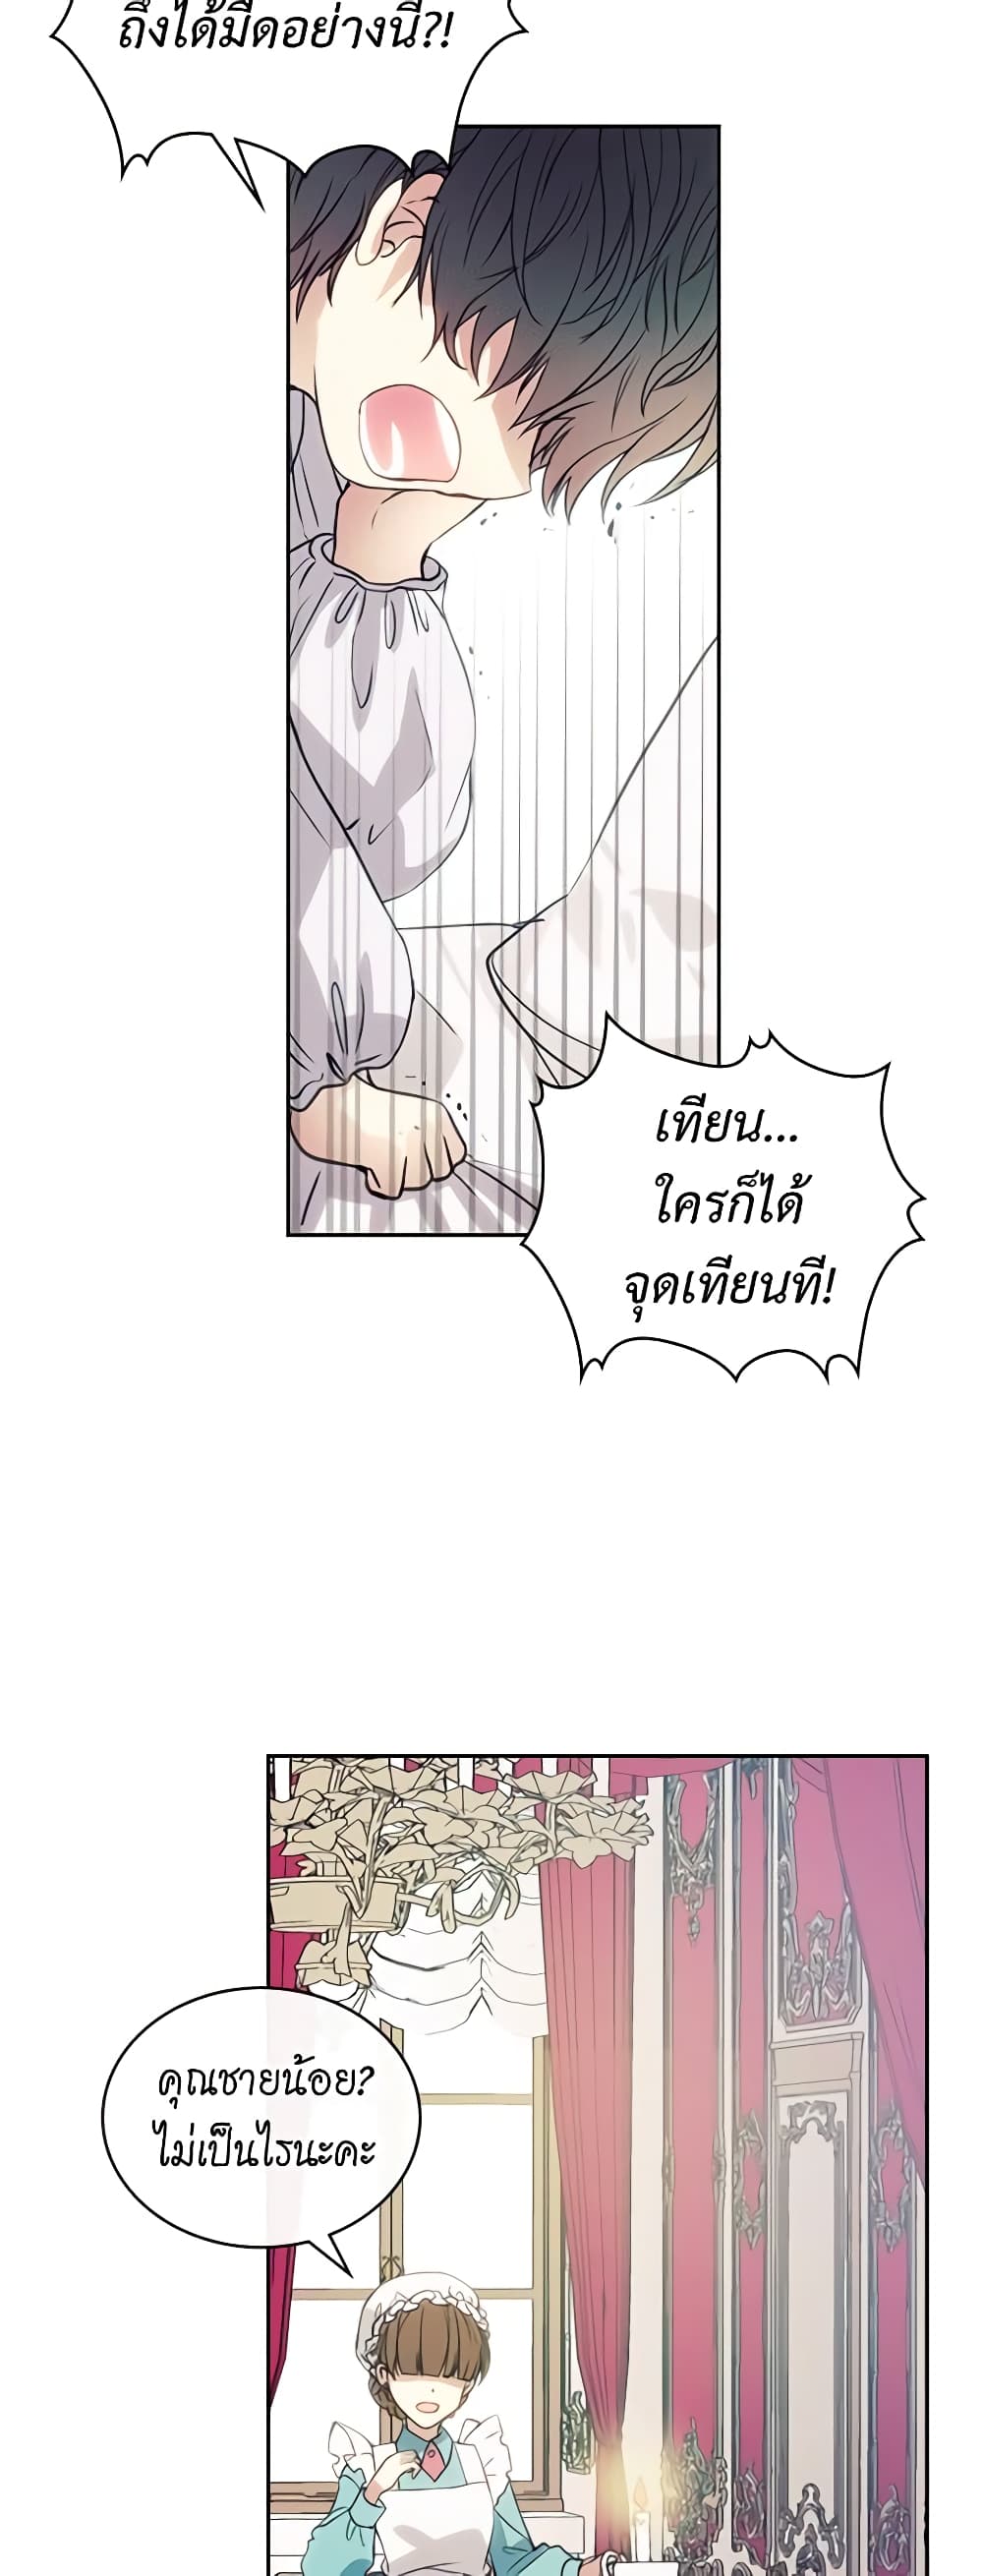 ถึงได้มืดอย่างนี้?!
เทียน...
ใครก็ได้
จุดเทียนที!
คุณชายน้อย?
ไม่เป็นไรนะคะ